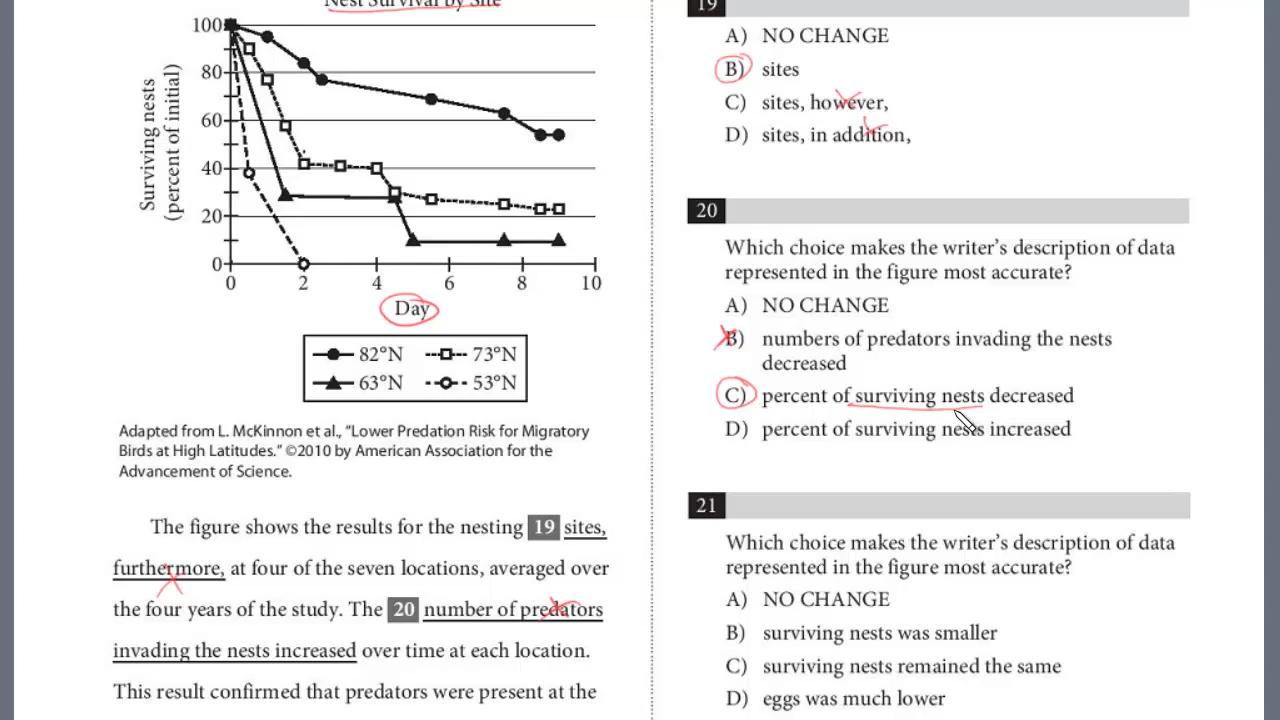 Nest Survival by Site
100
80
60
40
20
0
Surviving nests
(percent of initial)
0 2 4 6 8 10
Day
82°N 73°N
63°N 53°N
Adapted from L. McKinnon et al., “Lower Predation Risk for Migratory
Birds at High Latitudes.” ©2010 by American Association for the
Advancement of Science.
The figure shows the results for the nesting 19 sites,
furthermore, at four of the seven locations, averaged over
the four years of the study. The 20 number of predators
invading the nests increased over time at each location.
This result confirmed that predators were present at the
19
A) NO CHANGE
B) sites
C) sites, however,
D) sites, in addition,
20
Which choice makes the writer’s description of data
represented in the figure most accurate?
A) NO CHANGE
B) numbers of predators invading the nests
decreased
C) percent of surviving nests decreased
D) percent of surviving nests increased
21
Which choice makes the writer’s description of data
represented in the figure most accurate?
A) NO CHANGE
B) surviving nests was smaller
C) surviving nests remained the same
D) eggs was much lower